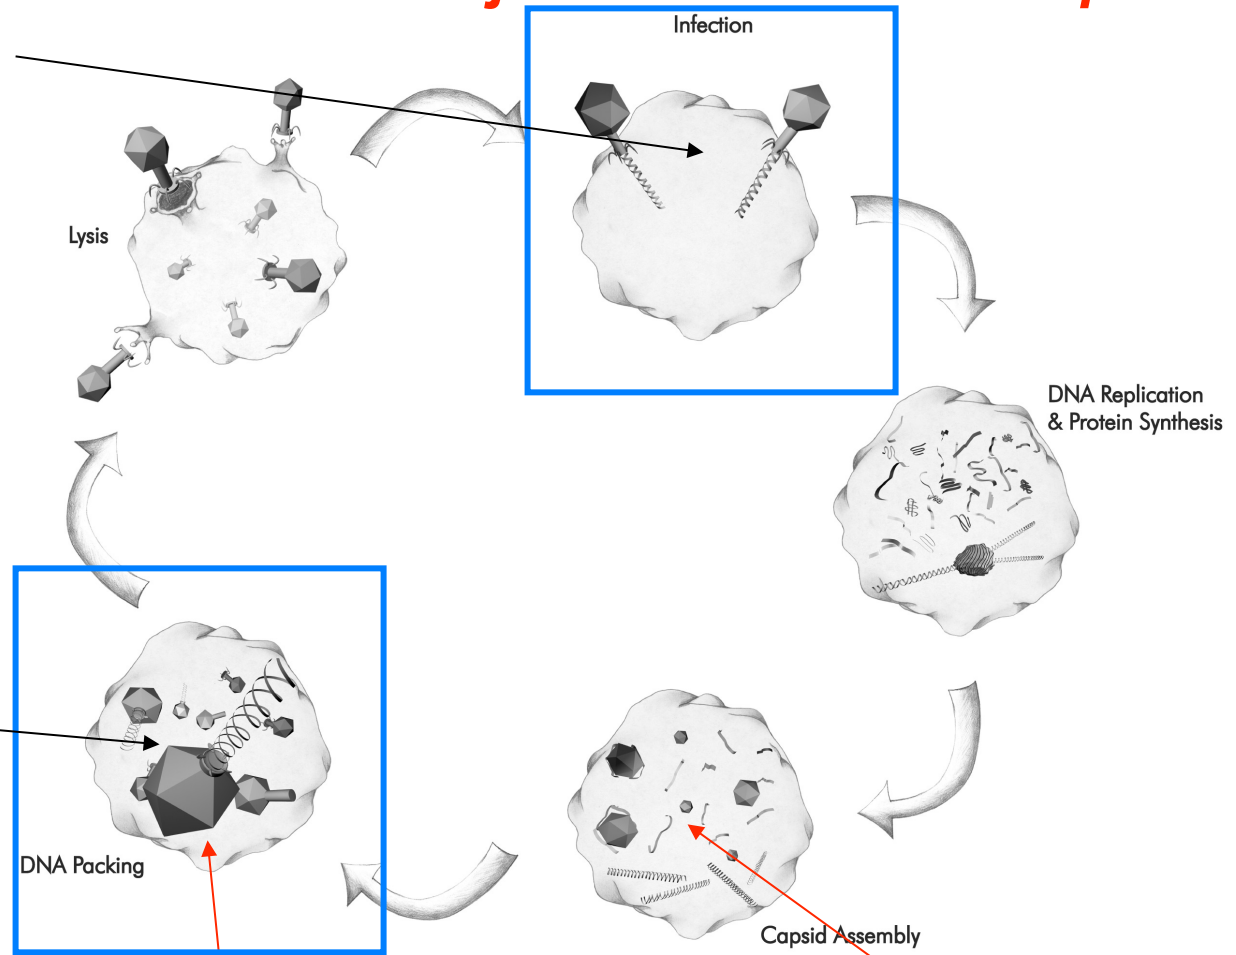 Infection
Lysis
DNA Replication
& Protein Synthesis
DNA Packing
Capsid Assembly